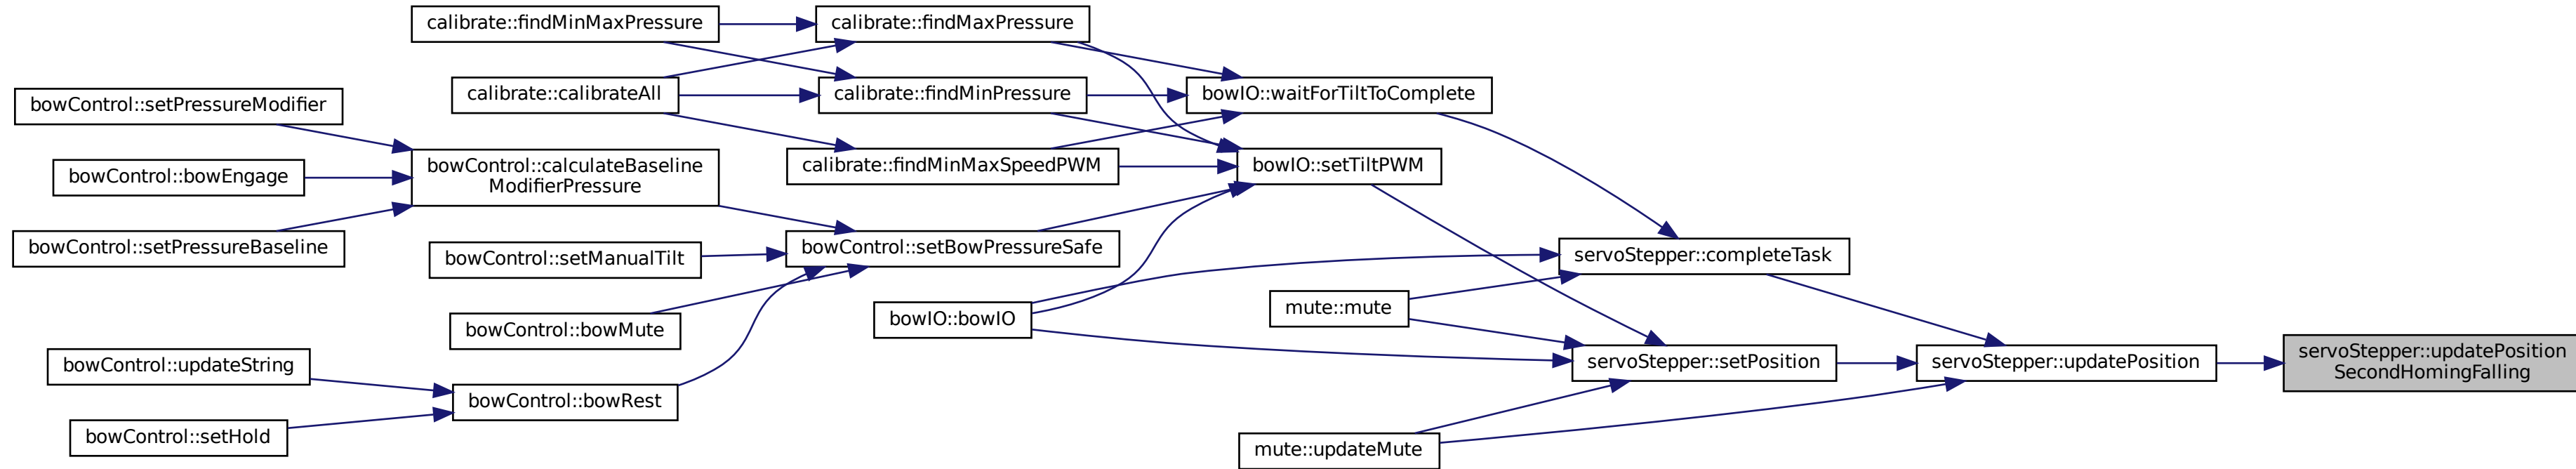 calibrate::findMinMaxPressure
calibrate::findMaxPressure
calibrate::calibrateAll
calibrate::findMinPressure
bowIO::waitForTiltToComplete
bowControl::setPressureModifier
bowControl::calculateBaseline
ModifierPressure
calibrate::findMinMaxSpeedPWM
bowIO::setTiltPWM
bowControl::bowEngage
bowControl::setPressureBaseline
bowControl::setManualTilt
bowControl::setBowPressureSafe
servoStepper::completeTask
bowControl::bowMute
bowIO::bowIO
mute::mute
bowControl::updateString
bowControl::bowRest
servoStepper::setPosition
servoStepper::updatePosition
servoStepper::updatePosition
SecondHomingFalling
bowControl::setHold
mute::updateMute